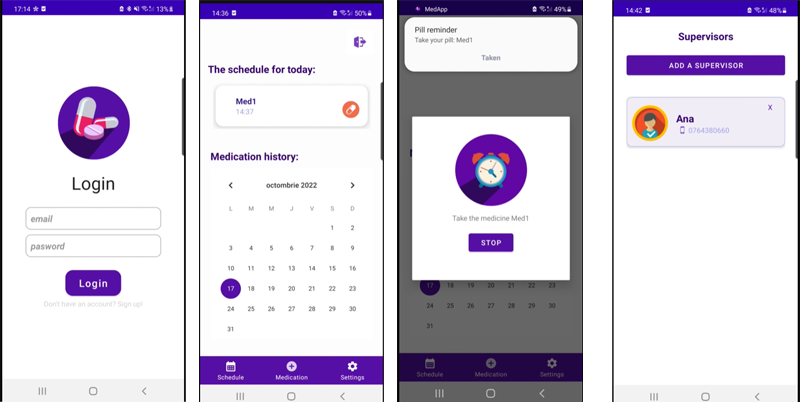 17:14
13%
Login
email
pasword
Login
Don't have an account? Sign up!
14:36
50%
The schedule for today:
Med1
14:37
Medication history:
octombrie 2022
L M M J V S D
1 2
3 4 5 6 7 8 9
10 11 12 13 14 15 16
17 18 19 20 21 22 23
24 25 26 27 28 29 30
31
Schedule Medication Settings
MedApp
49%
Pill reminder
Take your pill: Med1
Taken
Take the medicine Med1
STOP
17 18 19 20 21 22 23
24 25 26 27 28 29 30
31
Schedule Medication Settings
14:42
48%
Supervisors
ADD A SUPERVISOR
X
Ana
0764380660